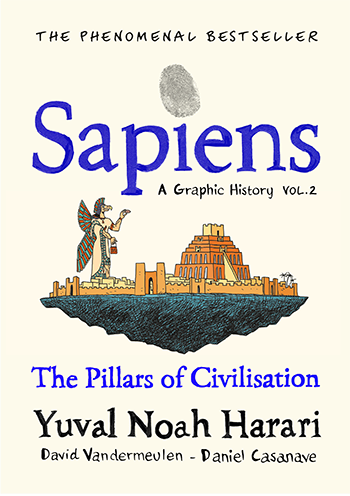 THE PHENOMENAL BESTSELLER
Sapiens
A Graphic History VOL.2
The Pillars of Civilisation
Yuval Noah Harari
David Vandermeulen - Daniel Casanave